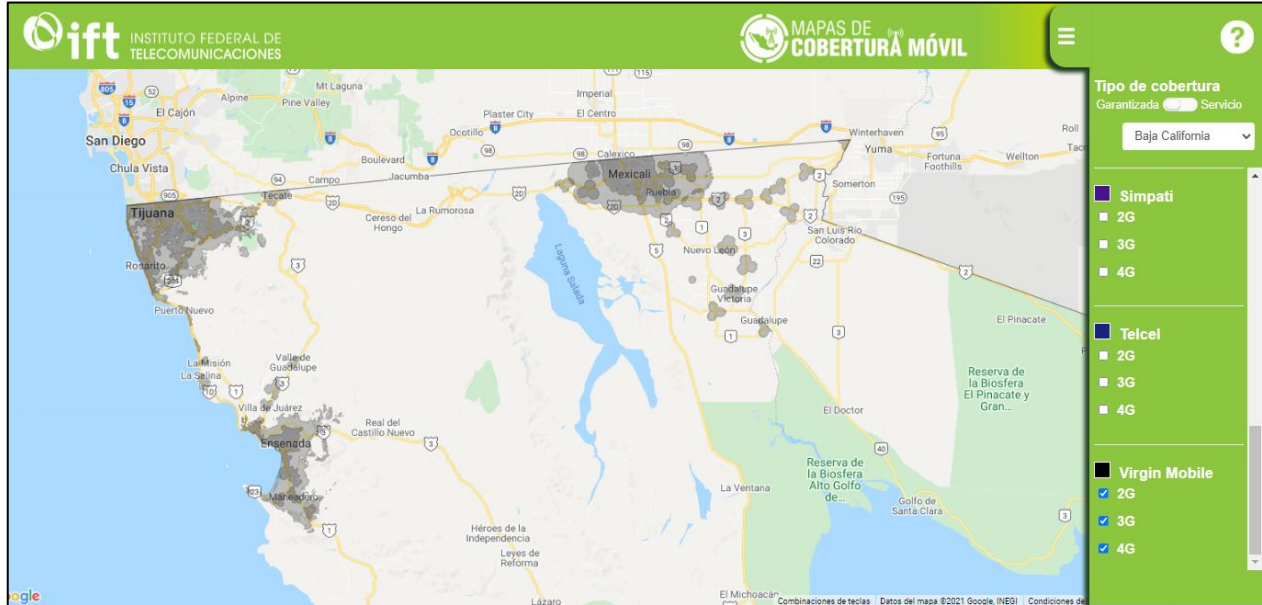 ift INSTITUTO FEDERAL DE
TELECOMUNICACIONES
MAPAS DE
COBERTURA MÓVIL
?
Tipo de cobertura
Garantizada Servicio
Baja California
Simpati
2G
3G
4G
Telcel
2G
3G
4G
Virgin Mobile
2G
3G
4G
Mt Laguna
Alpine
Pine Valley
El Cajón
San Diego
Chula Vista
Boulevard
Campo
Jacumba
Ocotillo
Plaster City
Imperial
El Centro
Calexico
Winterhaven
Yuma
Fortuna
Foothills
Wellton
Roll
Somerton
Tijuana
Tecate
Rosarito
Cereso del
Hongo
La Rumorosa
Mexicali
Puebla
San Luis Río
Colorado
Nuevo León
Laguna Salada
Guadalupe
Victoria
Guadalupe
Puerto Nuevo
La Misión
La Salina
Valle de
Guadalupe
Villa de Juárez
Ensenada
Real del
Castillo Nuevo
Maneadero
El Pinacate
Reserva de
la Biosfera
El Pinacate y
Gran...
El Doctor
Reserva de
la Biosfera
Alto Golfo
de...
La Ventana
Golfo de
Santa Clara
Héroes de la
Independencia
Leyes de
Reforma
Lázaro
El Michoacán
Combinaciones de teclas
Datos del mapa ©2021 Google, INEGI
Condiciones de